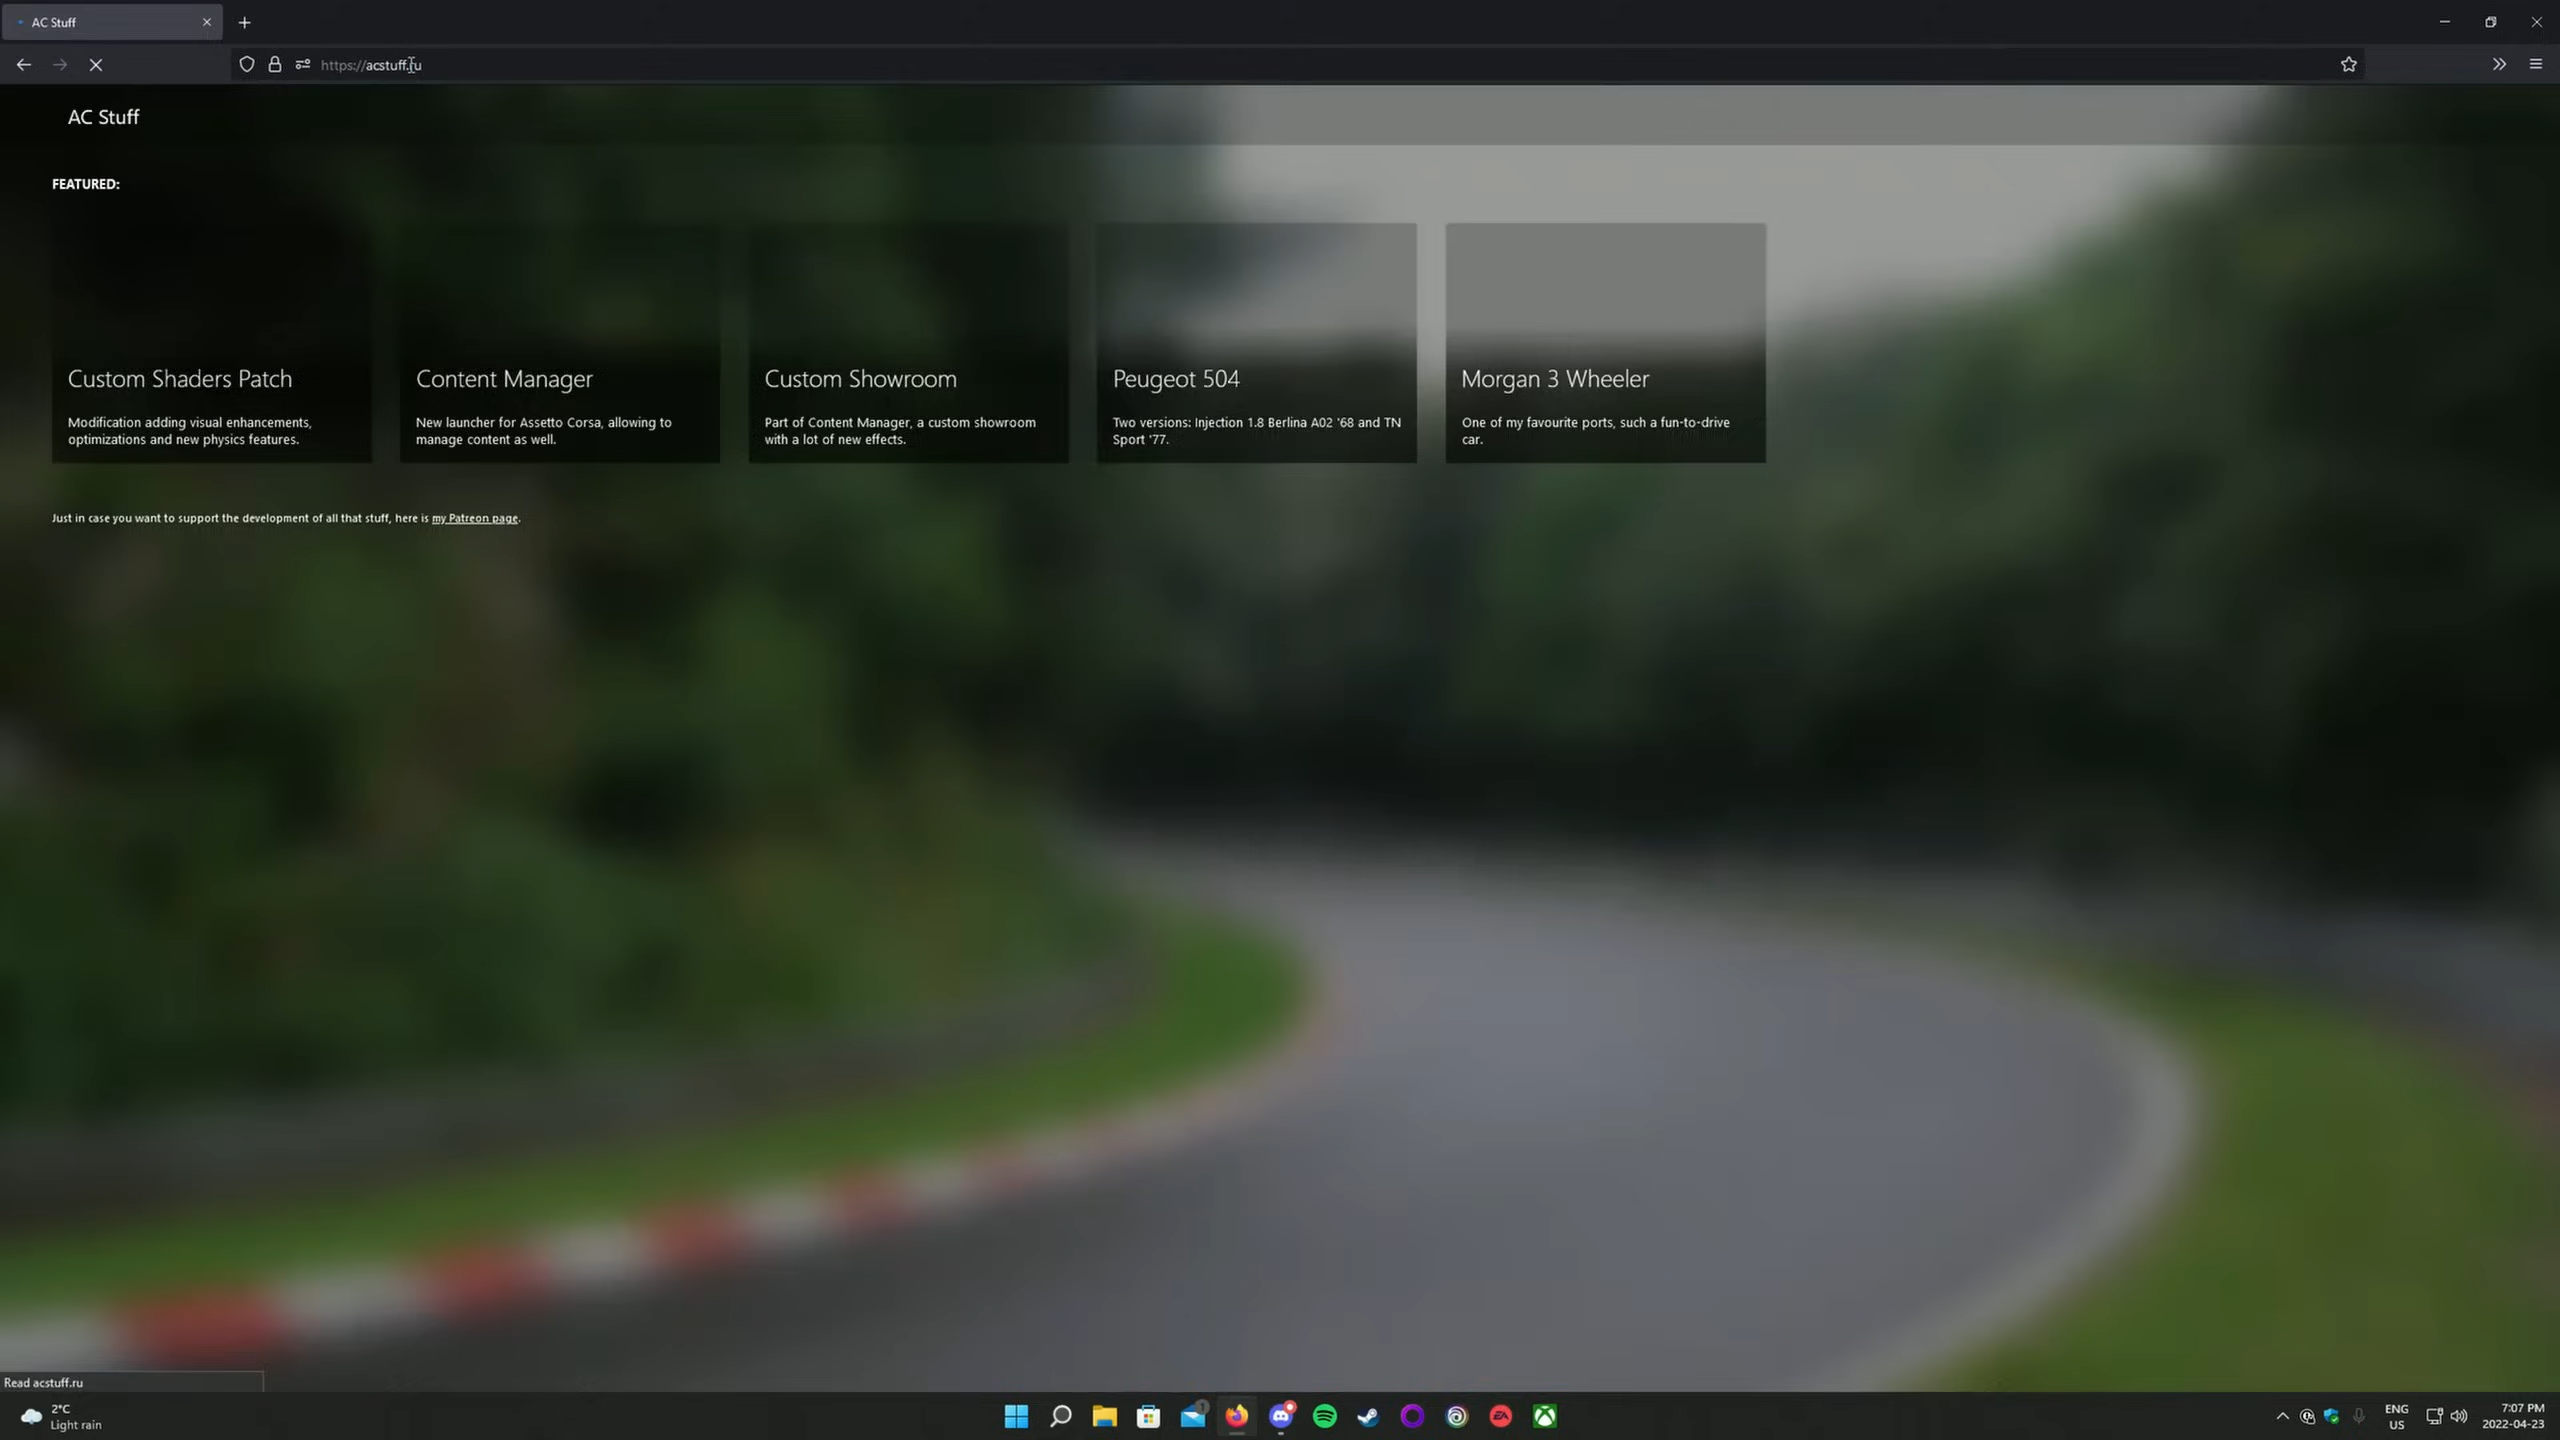 AC Stuff
https://acstuff.ru
AC Stuff
FEATURED:
Custom Shaders Patch
Modification adding visual enhancements,
optimizations and new physics features.
Content Manager
New launcher for Assetto Corsa, allowing to
manage content as well.
Custom Showroom
Part of Content Manager, a custom showroom
with a lot of new effects.
Peugeot 504
Two versions: Injection 1.8 Berlina A02 '68 and TN
Sport '77.
Morgan 3 Wheeler
One of my favourite ports, such a fun-to-drive
car.
Just in case you want to support the development of all that stuff, here is my Patreon page.
Read acstuff.ru
2°C
Light rain
1
EA
ENG
US
7:07 PM
2022-04-23